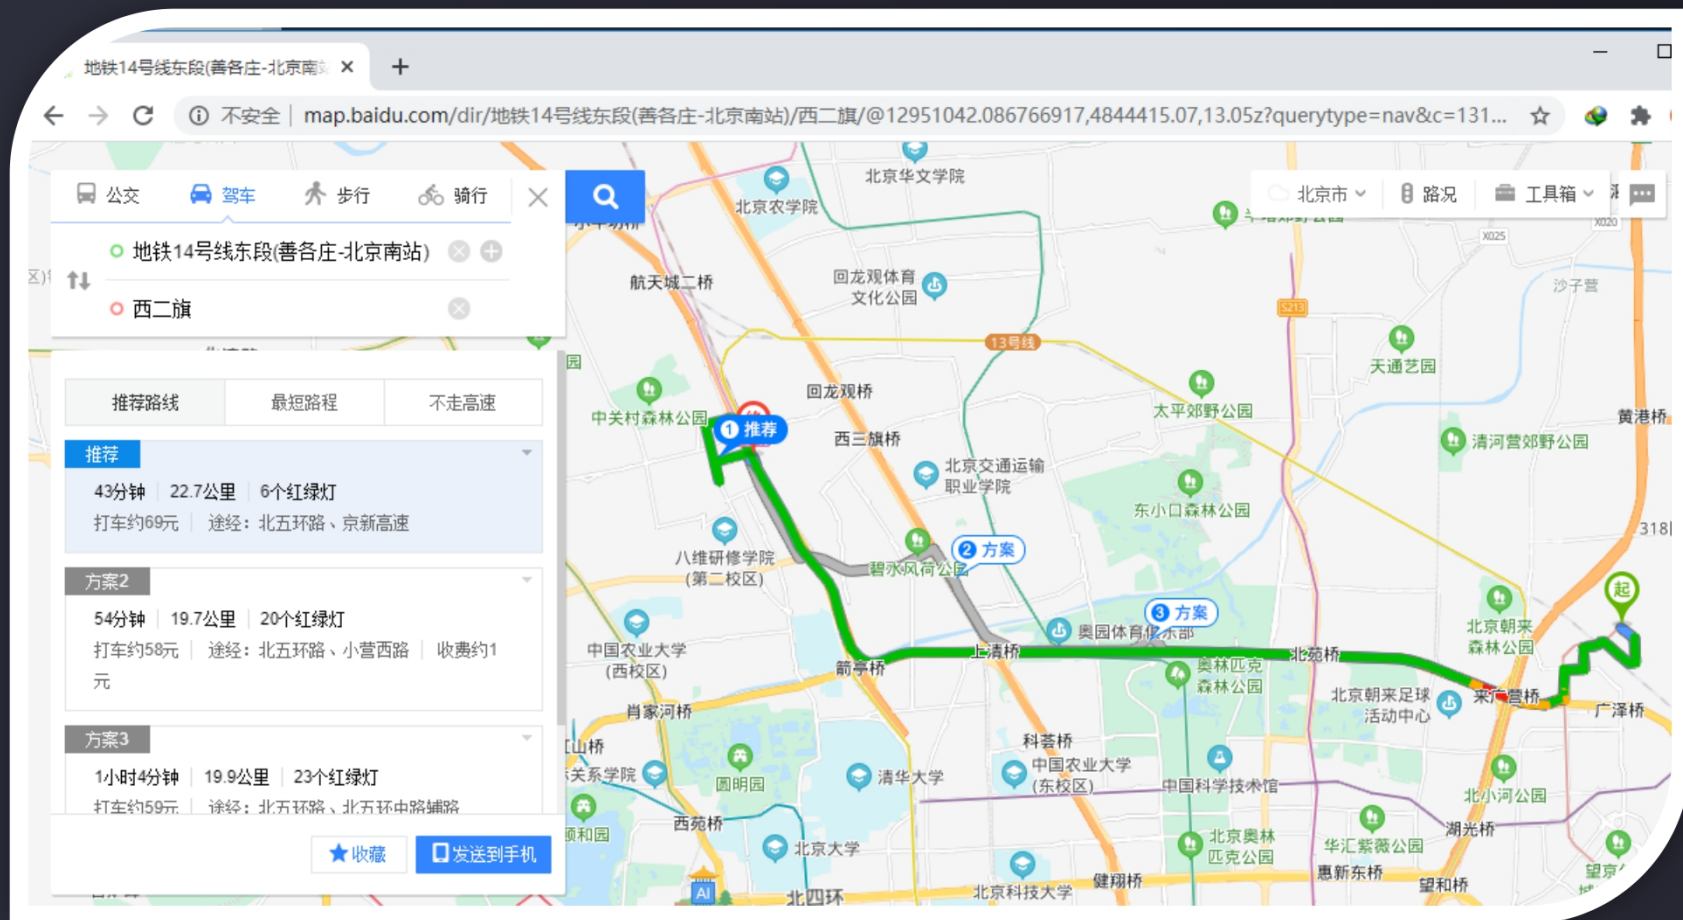 地铁14号线东段(善各庄-北京南
不安全
map.baidu.com/dir/地铁14号线东段(善各庄-北京南站)/西二旗/@12951042.086766917,4844415.07,13.05z?querytype=nav&c=131...
公交 驾车 步行 骑行
北京市 路况 工具箱
地铁14号线东段(善各庄-北京南站)
西二旗
推荐路线 最短路程 不走高速
推荐
43分钟 22.7公里 6个红绿灯
打车约69元 途经：北五环路、京新高速
方案2
54分钟 19.7公里 20个红绿灯
打车约58元 途经：北五环路、小营西路 收费约1
元
方案3
1小时4分钟 19.9公里 23个红绿灯
打车约59元 途经：北五环路、北五环中路辅路
收藏 发送到手机
北京华文学院
北京农学院
X020
X025
航天城二桥
回龙观体育
文化公园
沙子营
S213
13号线
天通艺园
园
回龙观桥
中关村森林公园
太平郊野公园
黄港桥
1 推荐
西三旗桥
清河营郊野公园
北京交通运输
职业学院
东小口森林公园
318
八维研修学院
(第二校区)
碧水风荷公园
2 方案
起
3 方案
中国农业大学
(西校区)
奥园体育俱乐部
北京朝来
森林公园
上清桥
北苑桥
箭亭桥
奥林匹克
森林公园
北京朝来足球
活动中心
来广营桥
广泽桥
肖家河桥
科荟桥
红山桥
关系学院
圆明园
清华大学
中国农业大学
(东校区)
中国科学技术馆
北小河公园
颐和园
西苑桥
北京大学
北京奥林
匹克公园
华汇紫薇公园
湖光桥
惠新东桥
望和桥
望京
AI
北四环
北京科技大学
健翔桥